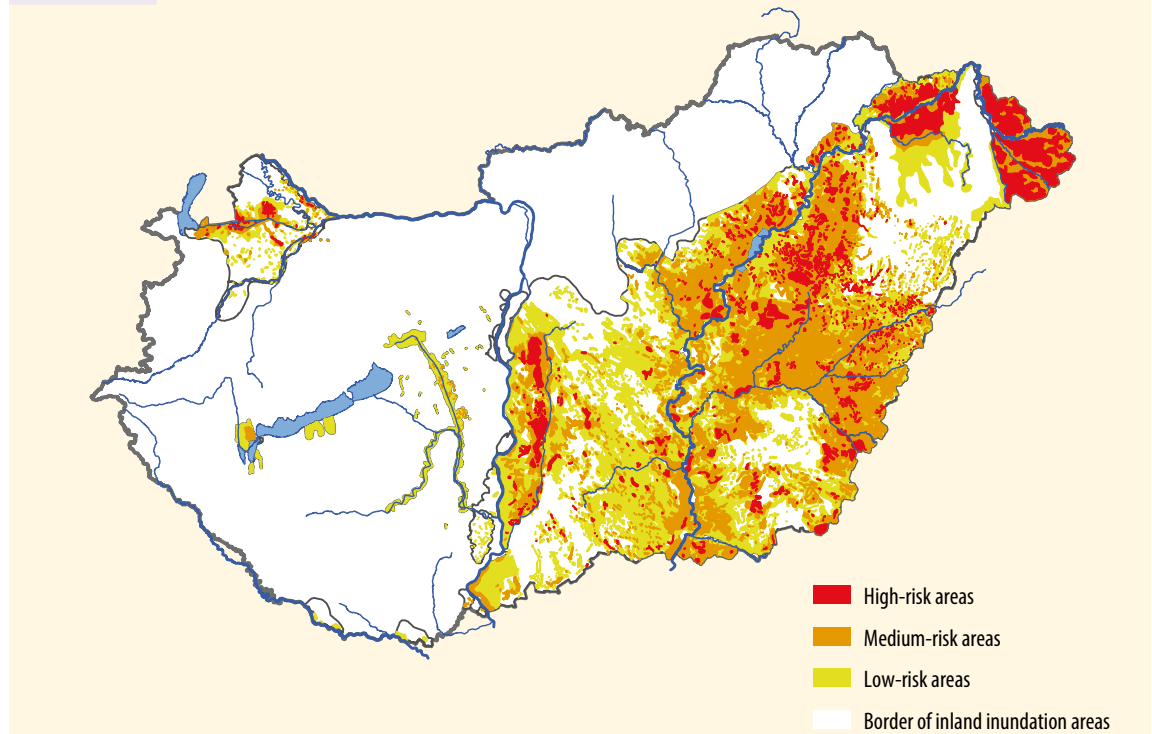 High-risk areas
Medium-risk areas
Low-risk areas
Border of inland inundation areas